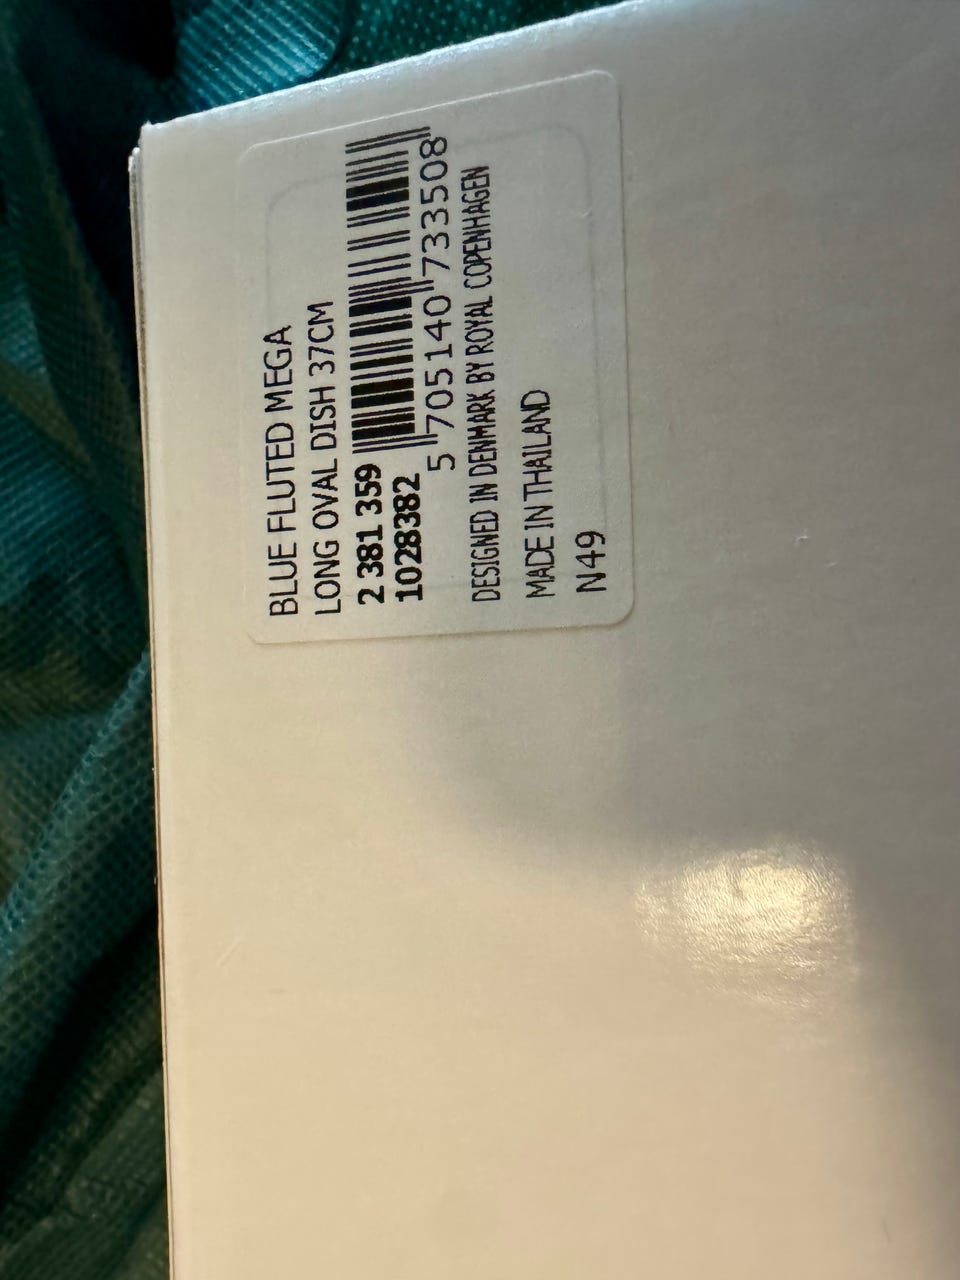 BLUE FLUTED MEGA
LONG OVAL DISH 37CM
2 381 359
1028382
5 705140 733508
DESIGNED IN DENMARK BY ROYAL COPENHAGEN
MADE IN THAILAND
N49